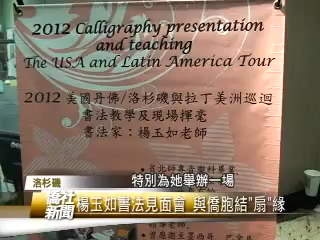 2012 Calligraphy presentation
and teaching
The USA and Latin America Tour
2012 美國丹佛/洛杉磯與拉丁美洲巡迴
書法教學及現場揮毫
書法家：楊玉如老師
洛杉磯
特別為她舉辦一場
僑社
新聞
楊玉如書法見面會 與僑胞結"扇"緣